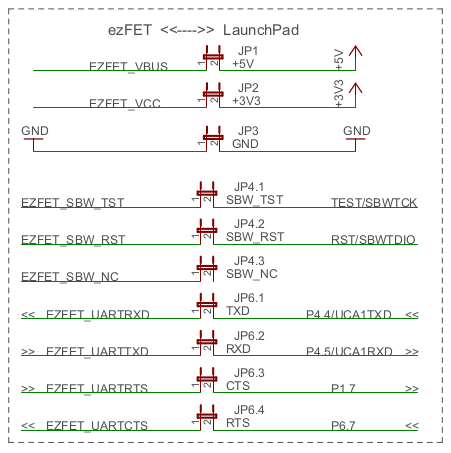 ezFET <<---->> LaunchPad
JP1
EZFET_VBUS 1 2 +5V +5V
JP2
EZFET_VCC 1 2 +3V3 +3V3
GND JP3 GND
1 2 GND
JP4.1
EZFET_SBW_TST 1 2 SBW_TST TEST/SBWTCK
JP4.2
EZFET_SBW_RST 1 2 SBW_RST RST/SBWTDIO
JP4.3
EZFET_SBW_NC 1 2 SBW_NC
JP6.1
<< EZFET_UARTRXD 1 2 TXD P4.4/UCA1TXD <<
JP6.2
>> EZFET_UARTTXD 1 2 RXD P4.5/UCA1RXD >>
JP6.3
>> EZFET_UARTRTS 1 2 CTS P1.7 >>
JP6.4
<< EZFET_UARTCTS 1 2 RTS P6.7 <<